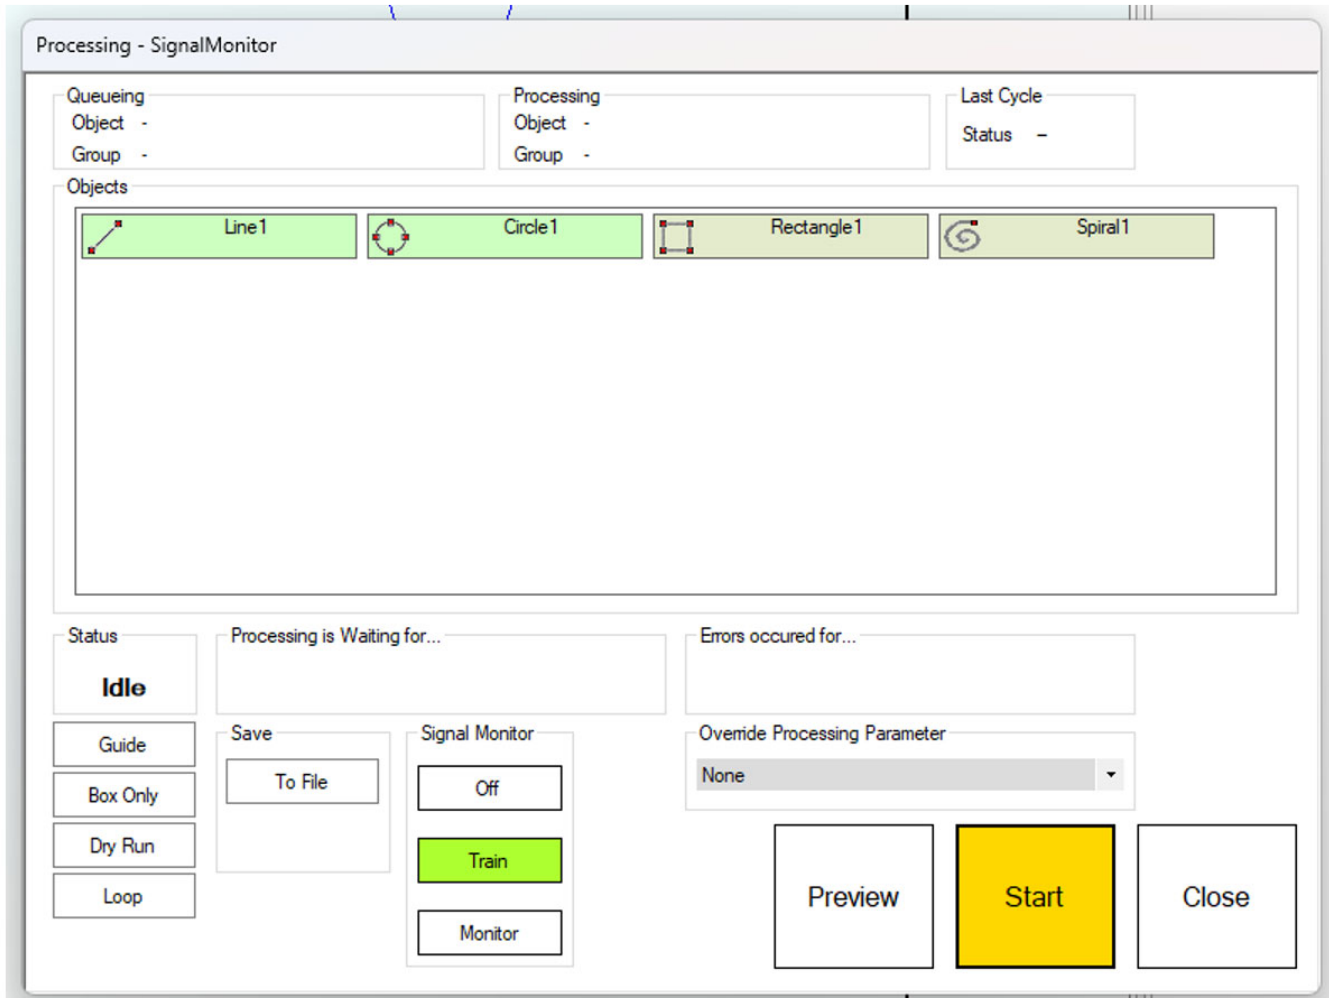 Processing - SignalMonitor
Queueing
Object -
Group -
Processing
Object -
Group -
Last Cycle
Status –
Objects
Line1
Circle1
Rectangle1
Spiral1
Status
Idle
Processing is Waiting for...
Errors occured for...
Guide
Box Only
Dry Run
Loop
Save
To File
Signal Monitor
Off
Train
Monitor
Override Processing Parameter
None
Preview
Start
Close